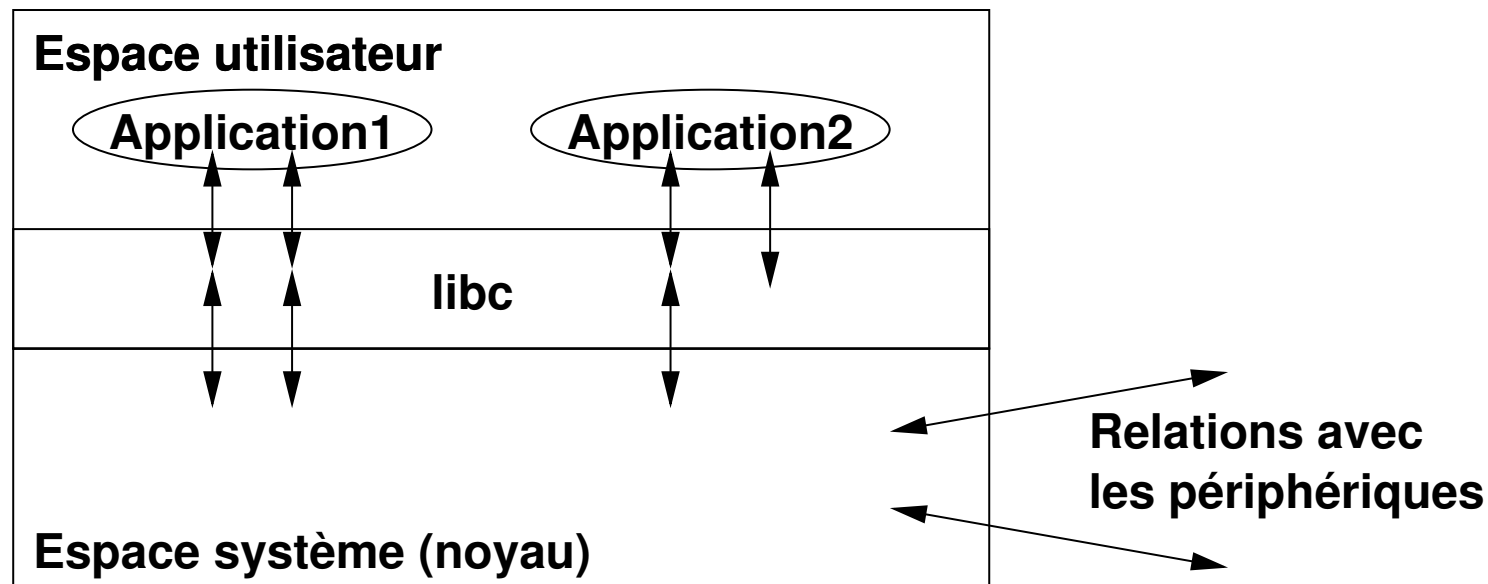 Espace utilisateur
Application1
Application2
libc
Relations avec
les périphériques
Espace système (noyau)